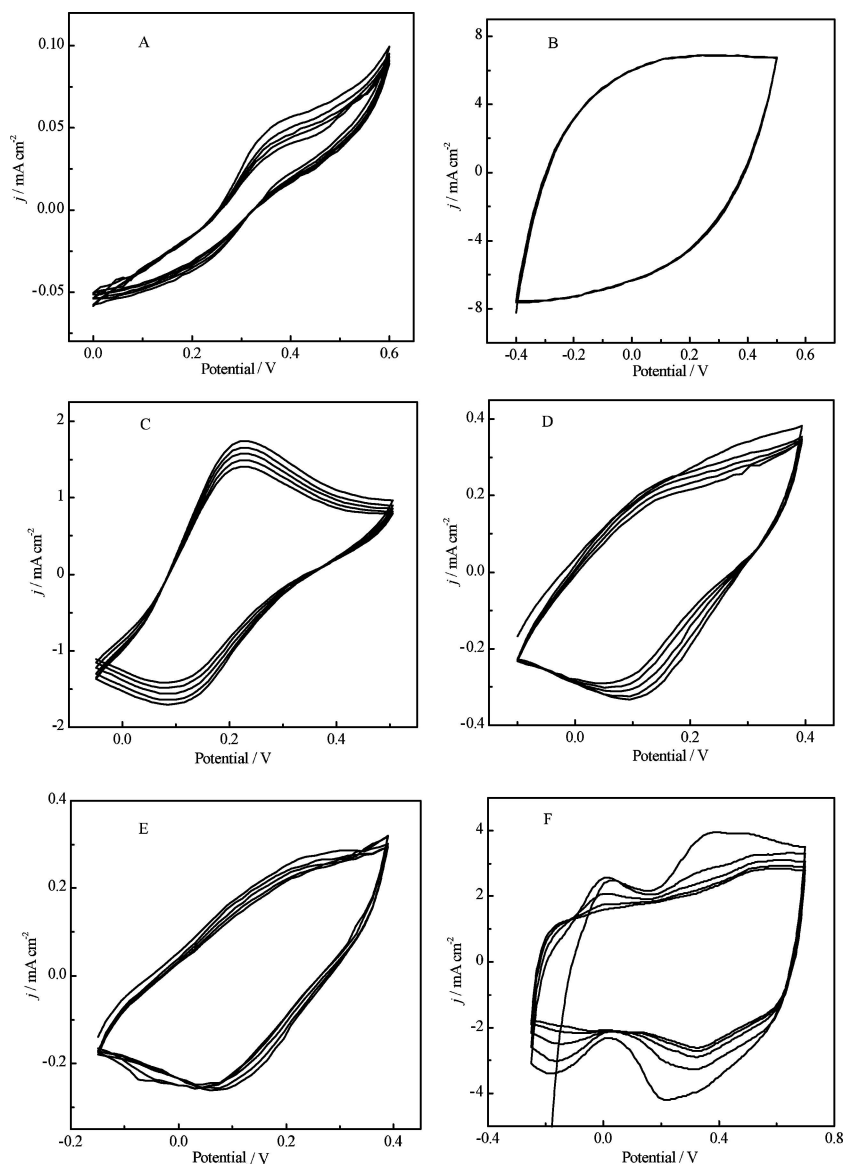 A
0.10
0.05
0.00
-0.05
j / mA cm-2
0.0 0.2 0.4 0.6
Potential / V
B
8
4
0
-4
-8
j / mA cm-2
-0.4 -0.2 0.0 0.2 0.4
Potential / V
C
2
1
0
-1
-2
j / mA cm-2
0.0 0.2 0.4
Potential / V
D
0.4
0.2
0.0
-0.2
-0.4
j / mA cm-2
0.0 0.2 0.4
Potential / V
E
0.4
0.2
0.0
-0.2
j / mA cm-2
-0.2 0.0 0.2 0.4
Potential / V
F
4
2
0
-2
-4
j / mA cm-2
-0.4 0.0 0.4 0.8
Potential / V